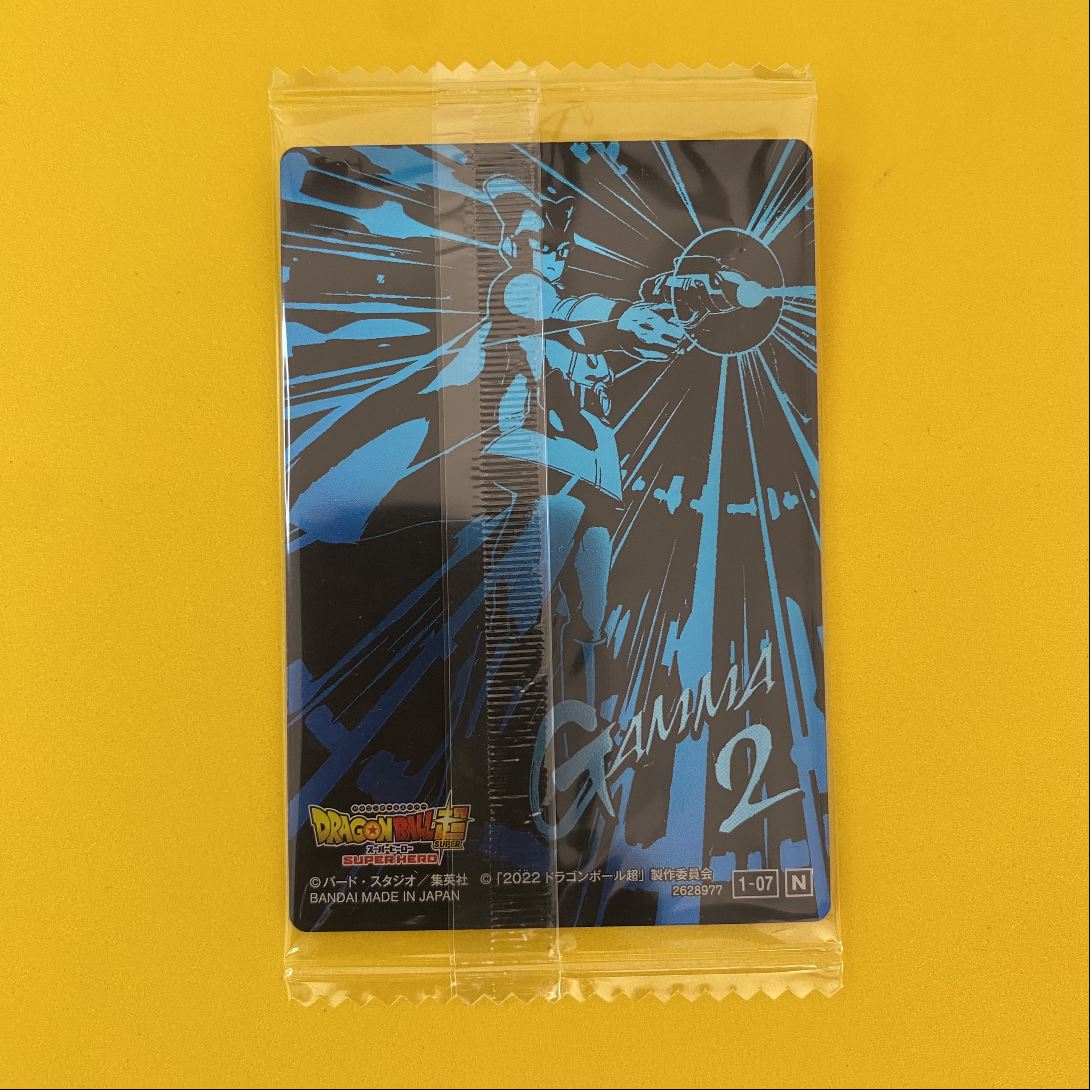 GAMMA
2
DRAGON BALL超
SUPER
スーパーヒーロー
SUPER HERO
©バード・スタジオ／集英社 ©「2022 ドラゴンボール超」製作委員会
2628977
BANDAI MADE IN JAPAN
1-07 N